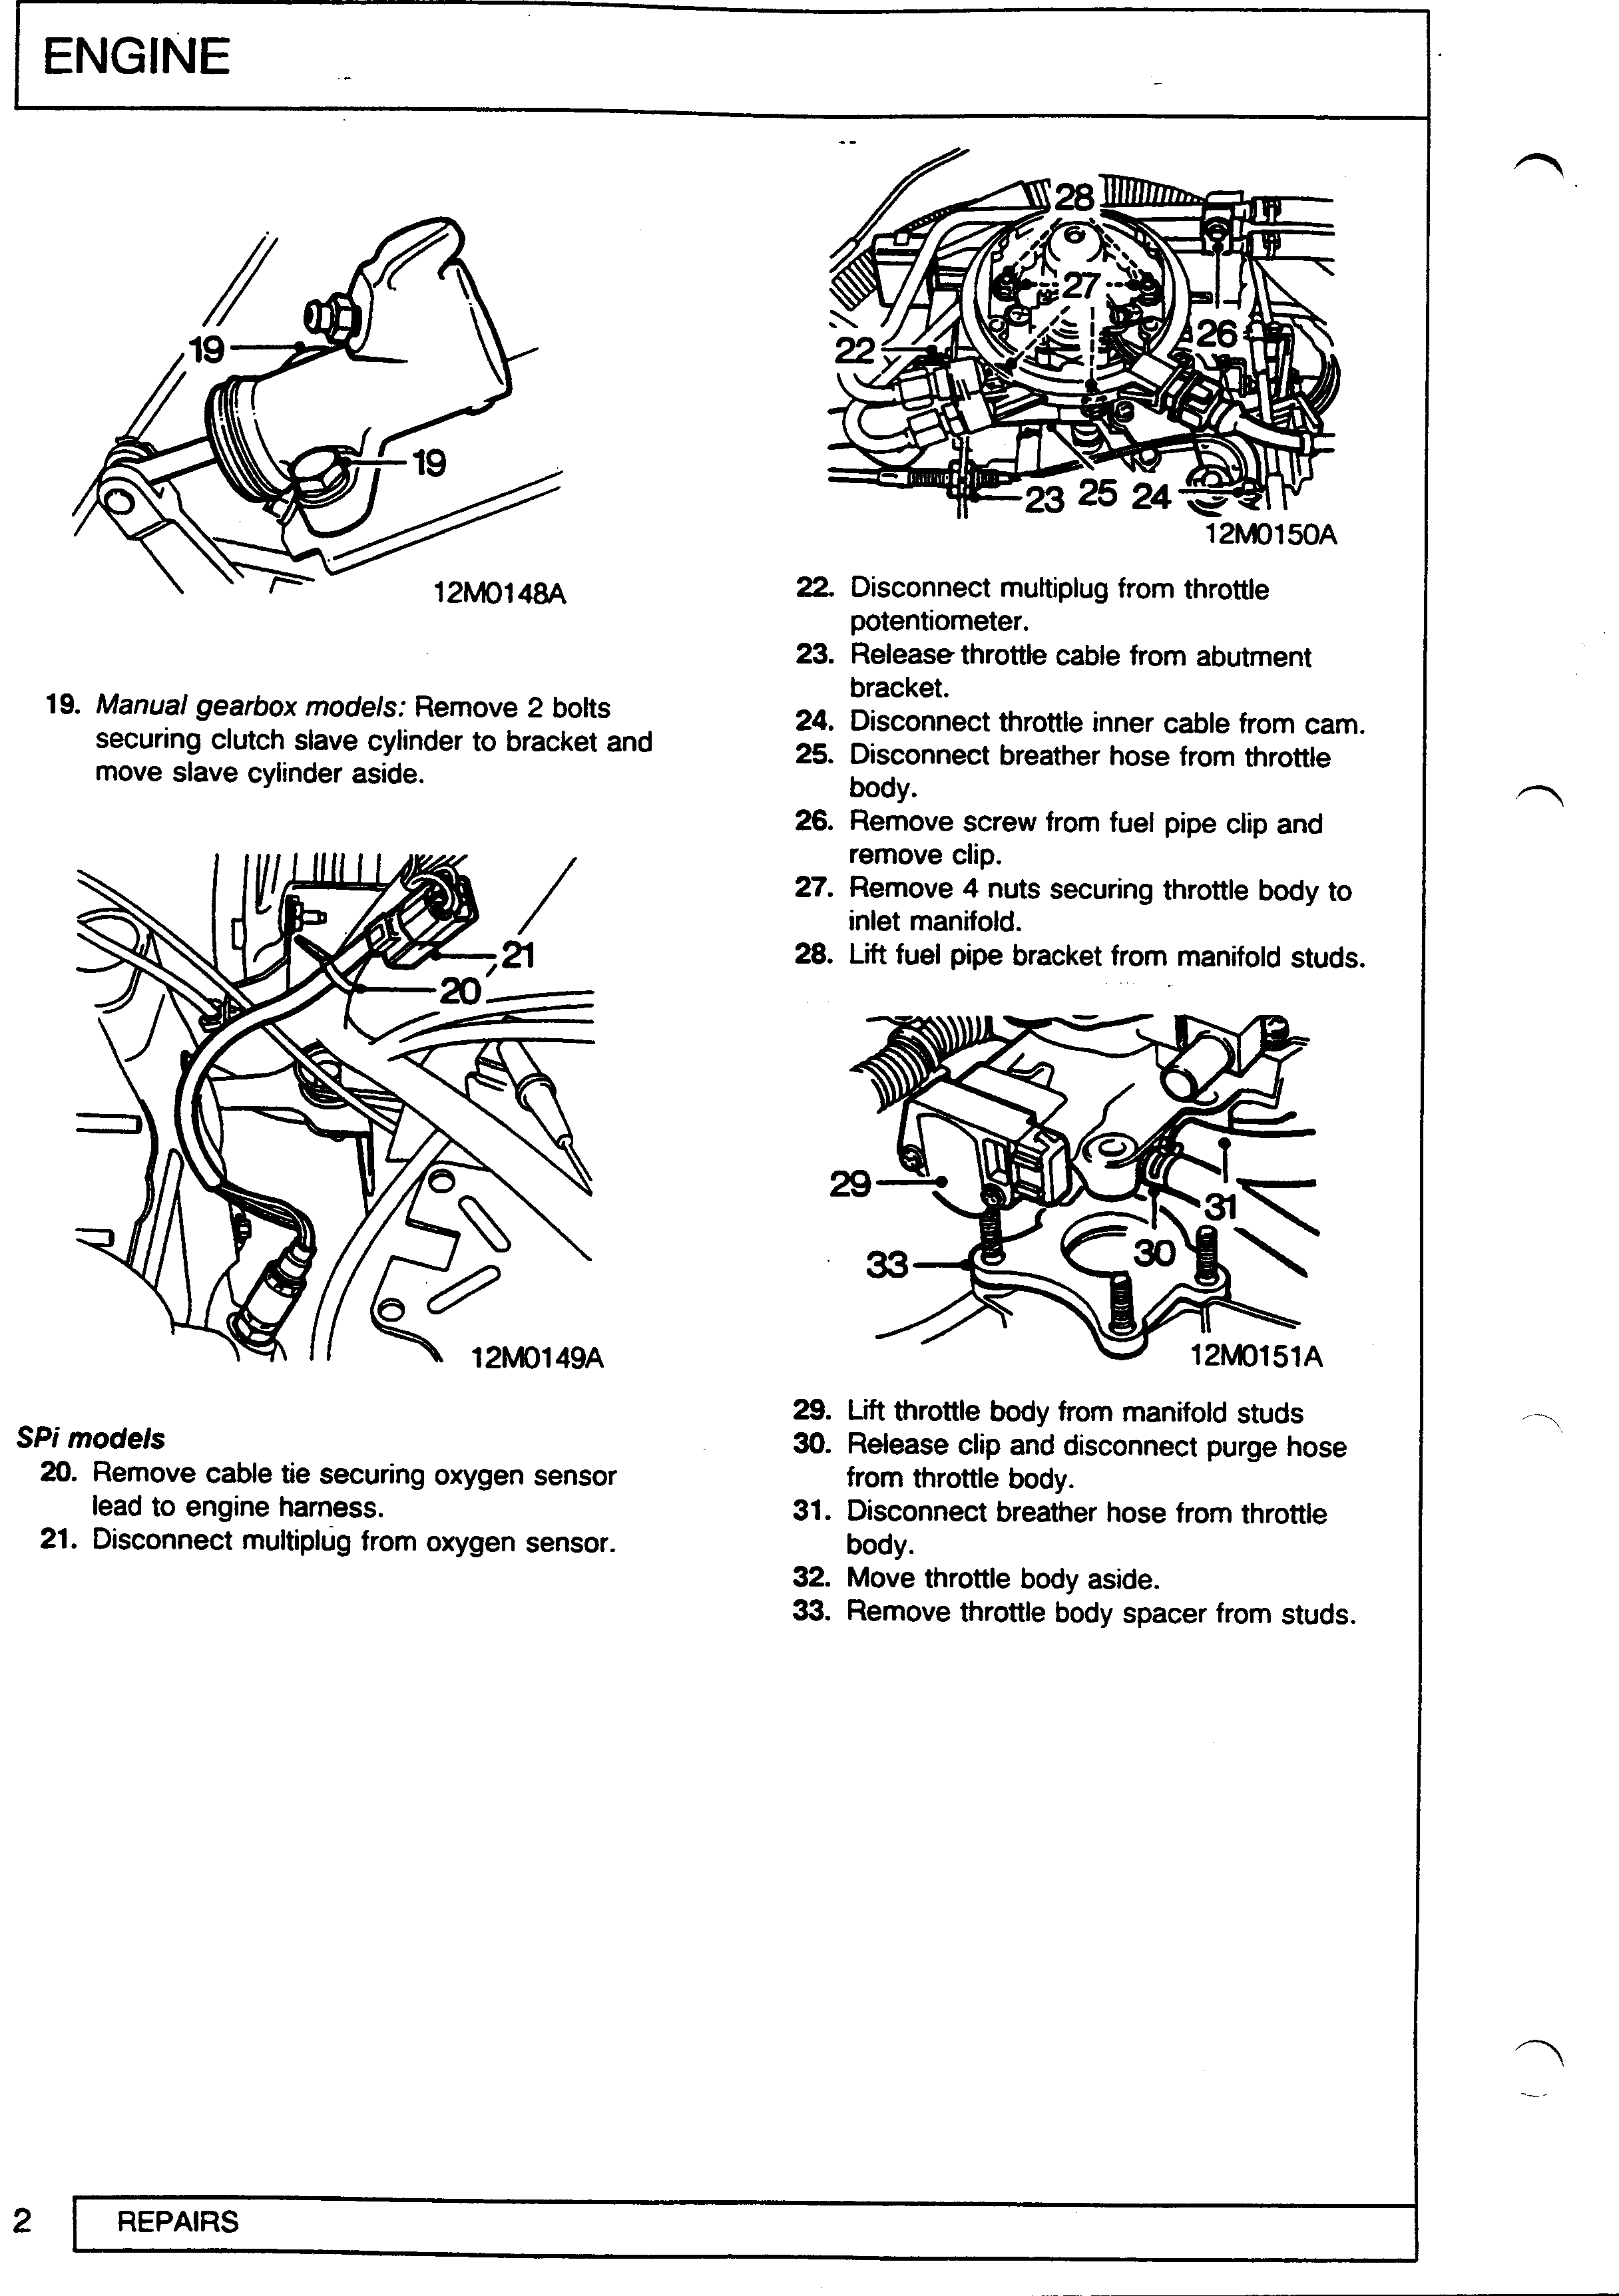 ENGINE
19
19
12M0148A
19. Manual gearbox models: Remove 2 bolts
securing clutch slave cylinder to bracket and
move slave cylinder aside.
21
20
12M0149A
SPi models
20. Remove cable tie securing oxygen sensor
lead to engine harness.
21. Disconnect multiplug from oxygen sensor.
28
27
26
22
23 25 24
12M0150A
22. Disconnect multiplug from throttle
potentiometer.
23. Release throttle cable from abutment
bracket.
24. Disconnect throttle inner cable from cam.
25. Disconnect breather hose from throttle
body.
26. Remove screw from fuel pipe clip and
remove clip.
27. Remove 4 nuts securing throttle body to
inlet manifold.
28. Lift fuel pipe bracket from manifold studs.
29
31
30
33
12M0151A
29. Lift throttle body from manifold studs
30. Release clip and disconnect purge hose
from throttle body.
31. Disconnect breather hose from throttle
body.
32. Move throttle body aside.
33. Remove throttle body spacer from studs.
2
REPAIRS